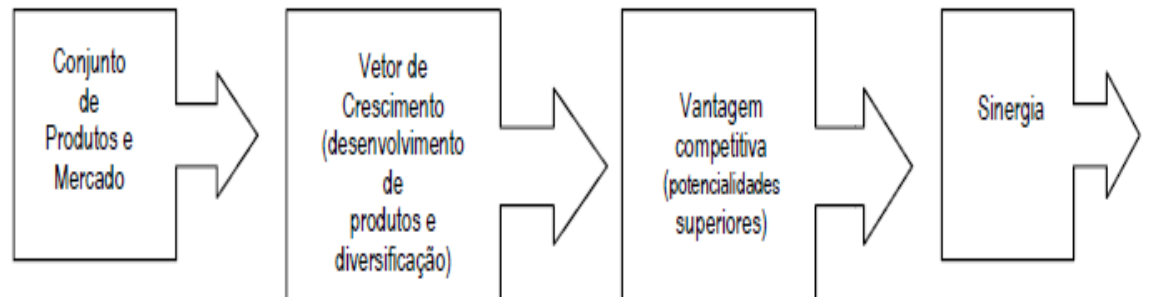 Conjunto
de
Produtos e
Mercado
Vetor de
Crescimento
(desenvolvimento
de
produtos e
diversificação)
Vantagem
competitiva
(potencialidades
superiores)
Sinergia